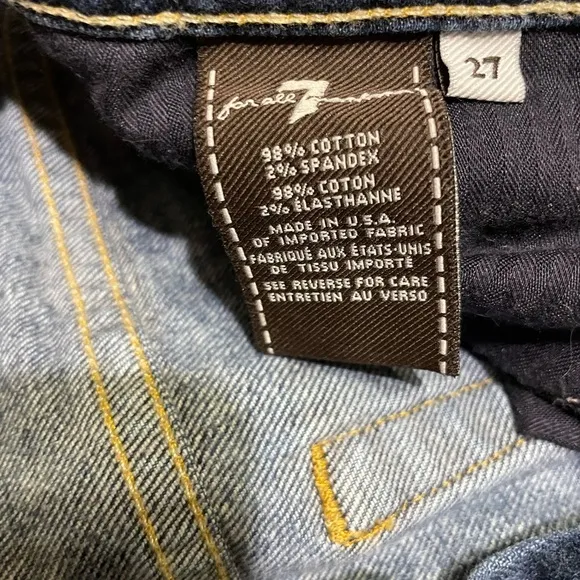 27
for all 7 mankind
98% COTTON
2% SPANDEX
98% COTON
2% ÉLASTHANNE
MADE IN U.S.A.
OF IMPORTED FABRIC
FABRIQUÉ AUX ÉTATS-UNIS
DE TISSU IMPORTÉ
SEE REVERSE FOR CARE
ENTRETIEN AU VERSO